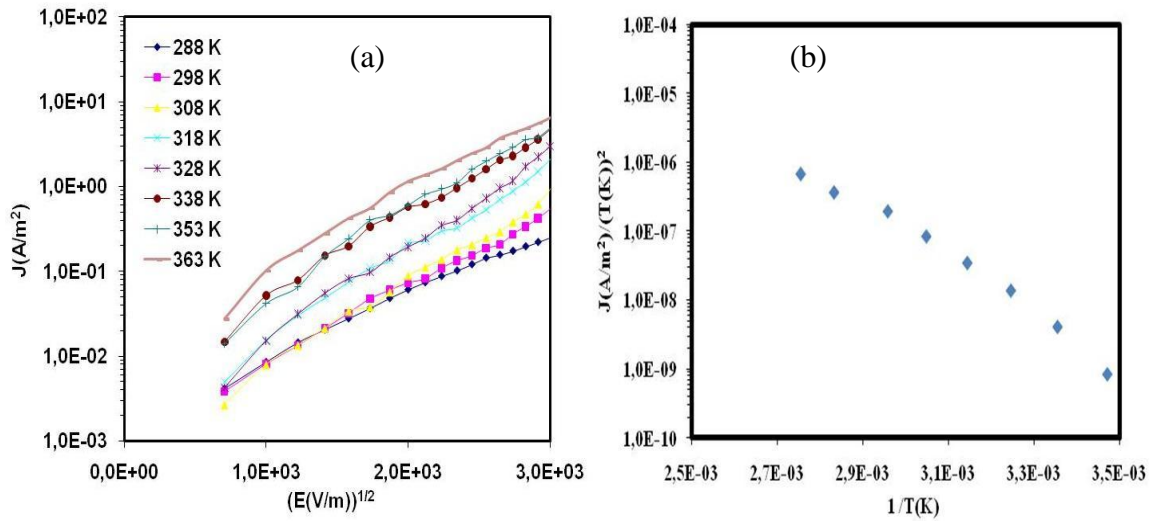 1,0E+02
1,0E+01
1,0E+00
1,0E-01
1,0E-02
1,0E-03
J(A/m²)
288 K
298 K
308 K
318 K
328 K
338 K
353 K
363 K
(a)
0,0E+00 1,0E+03 2,0E+03 3,0E+03
(E(V/m))^1/2
1,0E-04
1,0E-05
1,0E-06
1,0E-07
1,0E-08
1,0E-09
1,0E-10
J(A/m²)/(T(K))²
(b)
2,5E-03 2,7E-03 2,9E-03 3,1E-03 3,3E-03 3,5E-03
1/T(K)